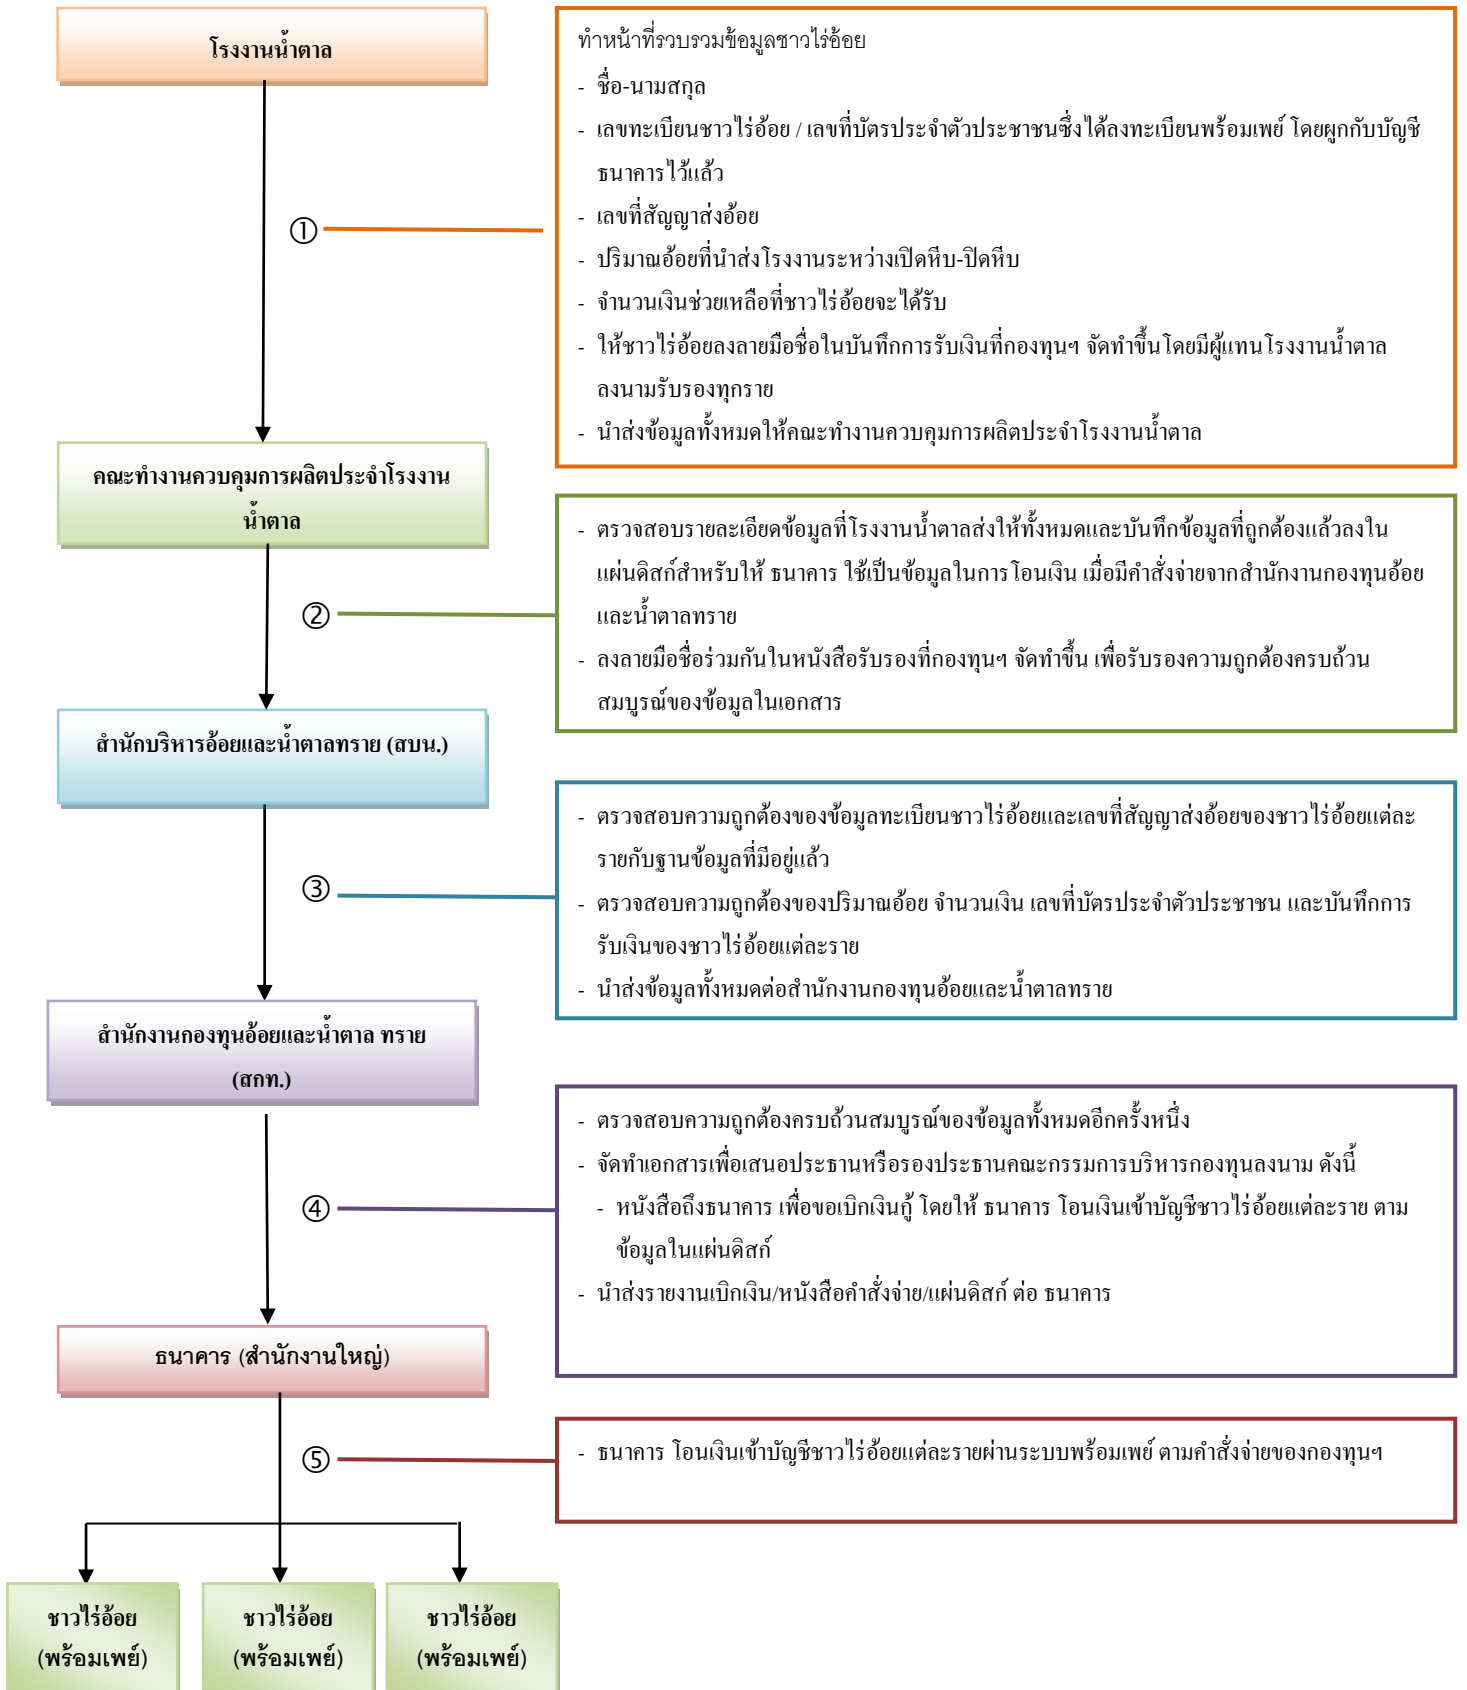 โรงงานน้ำตาล
ทำหน้าที่รวบรวมข้อมูลชาวไร่อ้อย
- ชื่อ-นามสกุล
- เลขทะเบียนชาวไร่อ้อย / เลขที่บัตรประจำตัวประชาชนซึ่งได้ลงทะเบียนพร้อมเพย์ โดยผูกกับบัญชี
ธนาคารไว้แล้ว
- เลขที่สัญญาส่งอ้อย
- ปริมาณอ้อยที่นำส่งโรงงานระหว่างเปิดหีบ-ปิดหีบ
- จำนวนเงินช่วยเหลือที่ชาวไร่อ้อยจะได้รับ
- ให้ชาวไร่อ้อยลงลายมือชื่อในบันทึกการรับเงินที่กองทุนฯ จัดทำขึ้นโดยมีผู้แทนโรงงานน้ำตาล
ลงนามรับรองทุกราย
- นำส่งข้อมูลทั้งหมดให้คณะทำงานควบคุมการผลิตประจำโรงงานน้ำตาล
①
คณะทำงานควบคุมการผลิตประจำโรงงาน
น้ำตาล
- ตรวจสอบรายละเอียดข้อมูลที่โรงงานน้ำตาลส่งให้ทั้งหมดและบันทึกข้อมูลที่ถูกต้องแล้วลงใน
แผ่นดิสก์สำหรับให้ ธนาคาร ใช้เป็นข้อมูลในการโอนเงิน เมื่อมีคำสั่งจ่ายจากสำนักงานกองทุนอ้อย
และน้ำตาลทราย
- ลงลายมือชื่อร่วมกันในหนังสือรับรองที่กองทุนฯ จัดทำขึ้น เพื่อรับรองความถูกต้องครบถ้วน
สมบูรณ์ของข้อมูลในเอกสาร
②
สำนักบริหารอ้อยและน้ำตาลทราย (สบน.)
- ตรวจสอบความถูกต้องของข้อมูลทะเบียนชาวไร่อ้อยและเลขที่สัญญาส่งอ้อยของชาวไร่อ้อยแต่ละ
รายกับฐานข้อมูลที่มีอยู่แล้ว
- ตรวจสอบความถูกต้องของปริมาณอ้อย จำนวนเงิน เลขที่บัตรประจำตัวประชาชน และบันทึกการ
รับเงินของชาวไร่อ้อยแต่ละราย
- นำส่งข้อมูลทั้งหมดต่อสำนักงานกองทุนอ้อยและน้ำตาลทราย
③
สำนักงานกองทุนอ้อยและน้ำตาล ทราย
(สกท.)
- ตรวจสอบความถูกต้องครบถ้วนสมบูรณ์ของข้อมูลทั้งหมดอีกครั้งหนึ่ง
- จัดทำเอกสารเพื่อเสนอประธานหรือรองประธานคณะกรรมการบริหารกองทุนลงนาม ดังนี้
- หนังสือถึงธนาคาร เพื่อขอเบิกเงินกู้ โดยให้ ธนาคาร โอนเงินเข้าบัญชีชาวไร่อ้อยแต่ละราย ตาม
ข้อมูลในแผ่นดิสก์
- นำส่งรายงานเบิกเงิน/หนังสือคำสั่งจ่าย/แผ่นดิสก์ ต่อ ธนาคาร
④
ธนาคาร (สำนักงานใหญ่)
- ธนาคาร โอนเงินเข้าบัญชีชาวไร่อ้อยแต่ละรายผ่านระบบพร้อมเพย์ ตามคำสั่งจ่ายของกองทุนฯ
⑤
ชาวไร่อ้อย
(พร้อมเพย์)
ชาวไร่อ้อย
(พร้อมเพย์)
ชาวไร่อ้อย
(พร้อมเพย์)